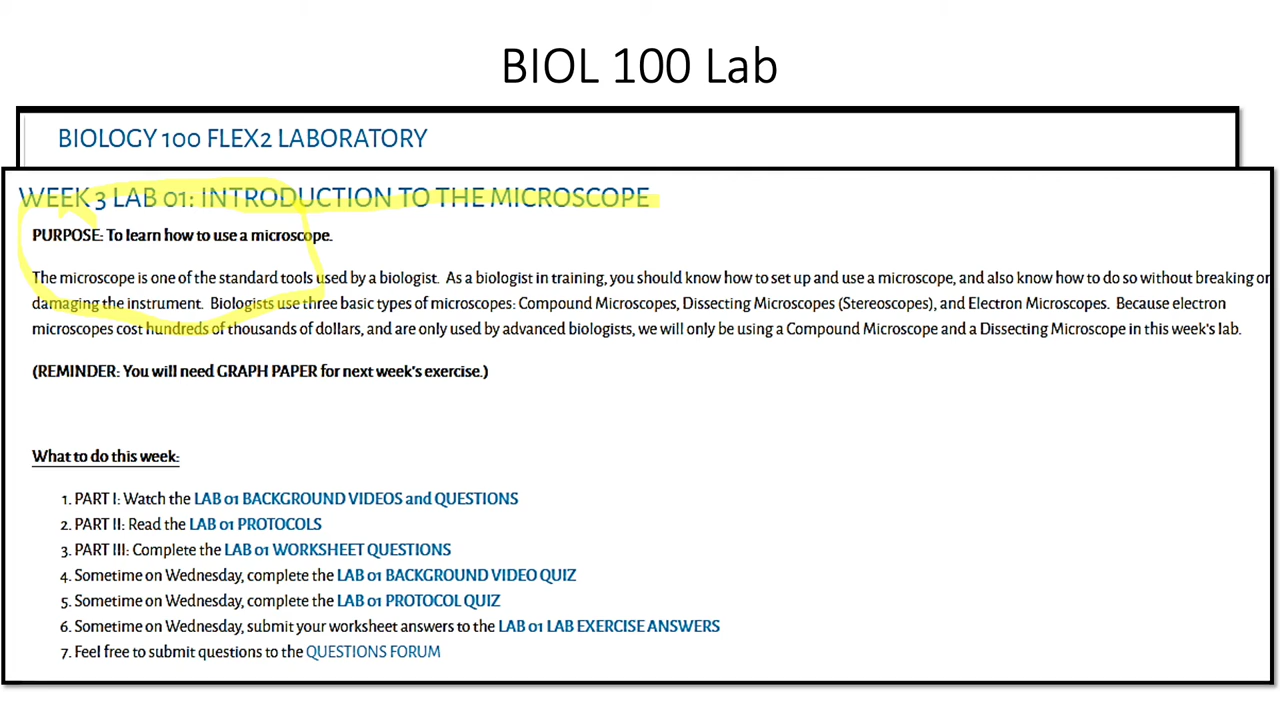 BIOL 100 Lab
BIOLOGY 100 FLEX2 LABORATORY
WEEK 3 LAB 01: INTRODUCTION TO THE MICROSCOPE
PURPOSE: To learn how to use a microscope.
The microscope is one of the standard tools used by a biologist. As a biologist in training, you should know how to set up and use a microscope, and also know how to do so without breaking or
damaging the instrument. Biologists use three basic types of microscopes: Compound Microscopes, Dissecting Microscopes (Stereoscopes), and Electron Microscopes. Because electron
microscopes cost hundreds of thousands of dollars, and are only used by advanced biologists, we will only be using a Compound Microscope and a Dissecting Microscope in this week's lab.
(REMINDER: You will need GRAPH PAPER for next week's exercise.)
What to do this week:
1. PART I: Watch the LAB 01 BACKGROUND VIDEOS and QUESTIONS
2. PART II: Read the LAB 01 PROTOCOLS
3. PART III: Complete the LAB 01 WORKSHEET QUESTIONS
4. Sometime on Wednesday, complete the LAB 01 BACKGROUND VIDEO QUIZ
5. Sometime on Wednesday, complete the LAB 01 PROTOCOL QUIZ
6. Sometime on Wednesday, submit your worksheet answers to the LAB 01 LAB EXERCISE ANSWERS
7. Feel free to submit questions to the QUESTIONS FORUM